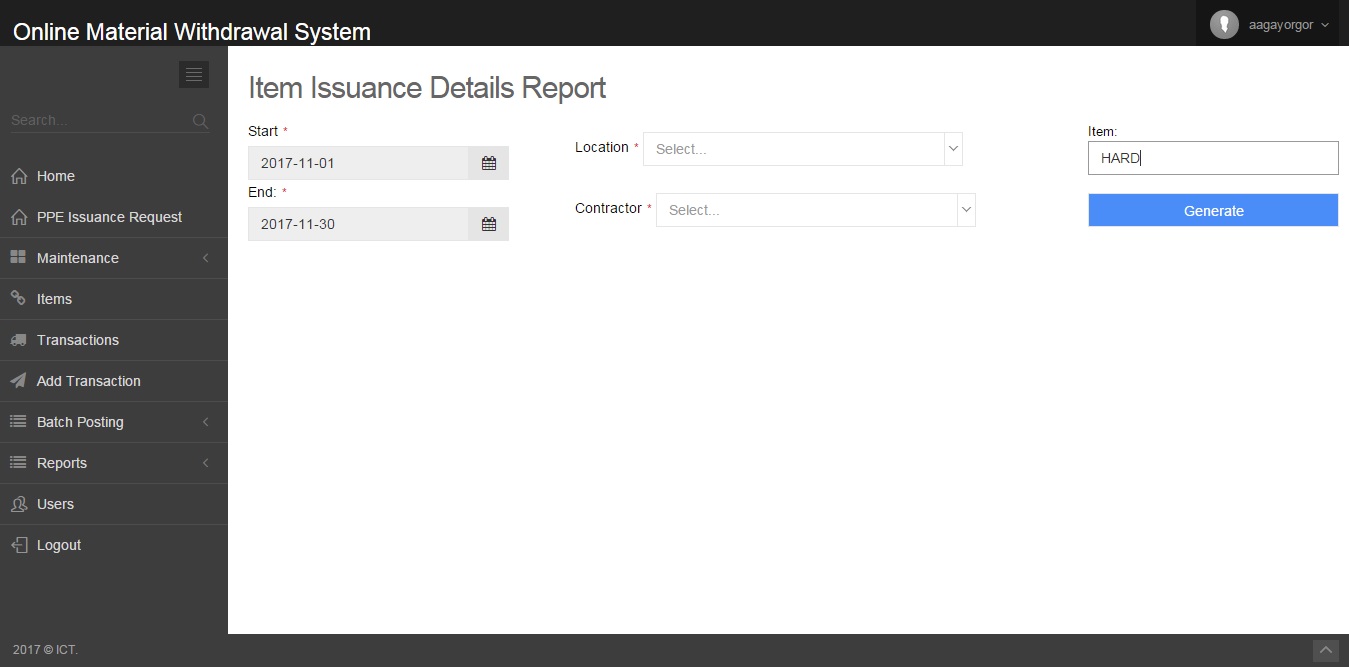 Online Material Withdrawal System
aagayorgor
Search...
Home
PPE Issuance Request
Maintenance
Items
Transactions
Add Transaction
Batch Posting
Reports
Users
Logout
Item Issuance Details Report
Start *
2017-11-01
End: *
2017-11-30
Location * Select...
Contractor * Select...
Item:
HARD
Generate
2017 © ICT.